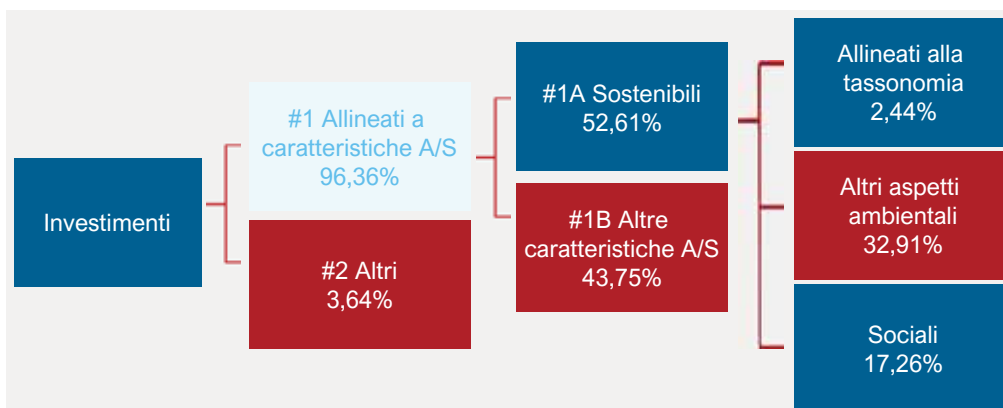 Investimenti
#1 Allineati a
caratteristiche A/S
96,36%
#2 Altri
3,64%
#1A Sostenibili
52,61%
#1B Altre
caratteristiche A/S
43,75%
Allineati alla
tassonomia
2,44%
Altri aspetti
ambientali
32,91%
Sociali
17,26%